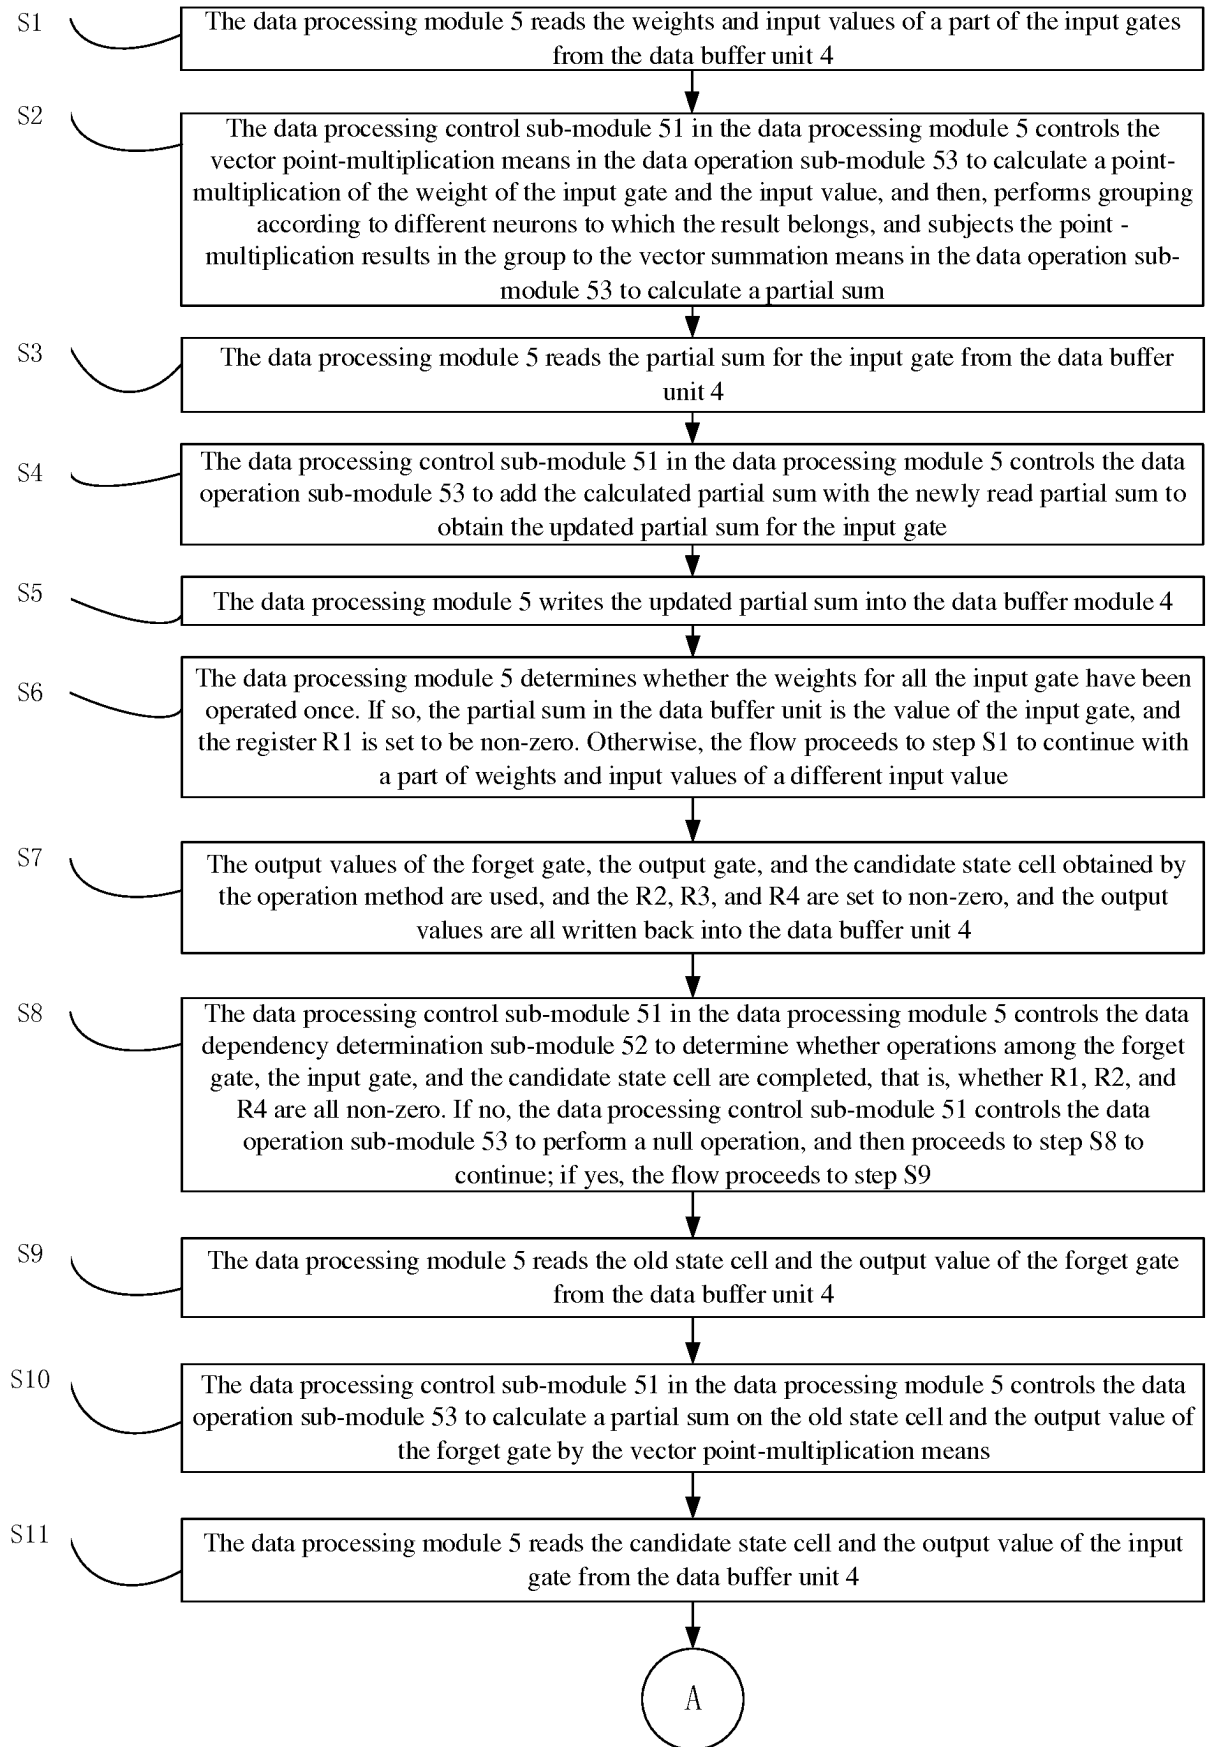 S1
The data processing module 5 reads the weights and input values of a part of the input gates
from the data buffer unit 4
S2
The data processing control sub-module 51 in the data processing module 5 controls the
vector point-multiplication means in the data operation sub-module 53 to calculate a point-
multiplication of the weight of the input gate and the input value, and then, performs grouping
according to different neurons to which the result belongs, and subjects the point -
multiplication results in the group to the vector summation means in the data operation sub-
module 53 to calculate a partial sum
S3
The data processing module 5 reads the partial sum for the input gate from the data buffer
unit 4
S4
The data processing control sub-module 51 in the data processing module 5 controls the data
operation sub-module 53 to add the calculated partial sum with the newly read partial sum to
obtain the updated partial sum for the input gate
S5
The data processing module 5 writes the updated partial sum into the data buffer module 4
S6
The data processing module 5 determines whether the weights for all the input gate have been
operated once. If so, the partial sum in the data buffer unit is the value of the input gate, and
the register R1 is set to be non-zero. Otherwise, the flow proceeds to step S1 to continue with
a part of weights and input values of a different input value
S7
The output values of the forget gate, the output gate, and the candidate state cell obtained by
the operation method are used, and the R2, R3, and R4 are set to non-zero, and the output
values are all written back into the data buffer unit 4
S8
The data processing control sub-module 51 in the data processing module 5 controls the data
dependency determination sub-module 52 to determine whether operations among the forget
gate, the input gate, and the candidate state cell are completed, that is, whether R1, R2, and
R4 are all non-zero. If no, the data processing control sub-module 51 controls the data
operation sub-module 53 to perform a null operation, and then proceeds to step S8 to
continue; if yes, the flow proceeds to step S9
S9
The data processing module 5 reads the old state cell and the output value of the forget gate
from the data buffer unit 4
S10
The data processing control sub-module 51 in the data processing module 5 controls the data
operation sub-module 53 to calculate a partial sum on the old state cell and the output value of
the forget gate by the vector point-multiplication means
S11
The data processing module 5 reads the candidate state cell and the output value of the input
gate from the data buffer unit 4
A